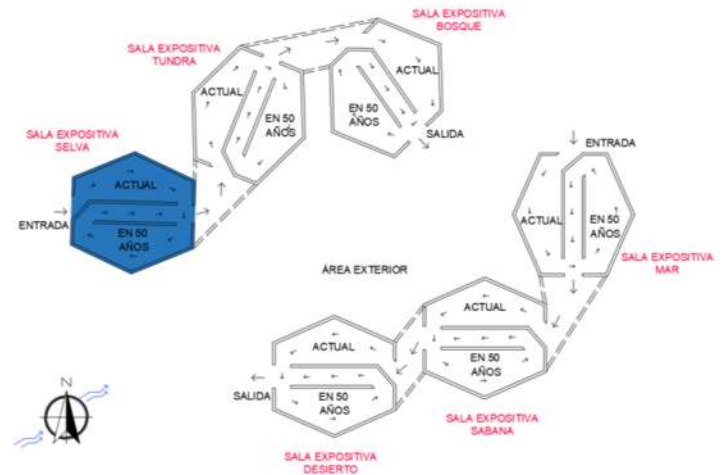 SALA EXPOSITIVA
BOSQUE
SALA EXPOSITIVA
TUNDRA
ACTUAL
ACTUAL
EN 50
AÑOS
EN 50
AÑOS
SALIDA
SALA EXPOSITIVA
SELVA
ACTUAL
ENTRADA
EN 50
AÑOS
ENTRADA
ACTUAL
EN 50
AÑOS
SALA EXPOSITIVA
MAR
ÁREA EXTERIOR
ACTUAL
EN 50
AÑOS
SALA EXPOSITIVA
SABANA
ACTUAL
SALIDA
EN 50
AÑOS
SALA EXPOSITIVA
DESIERTO
N